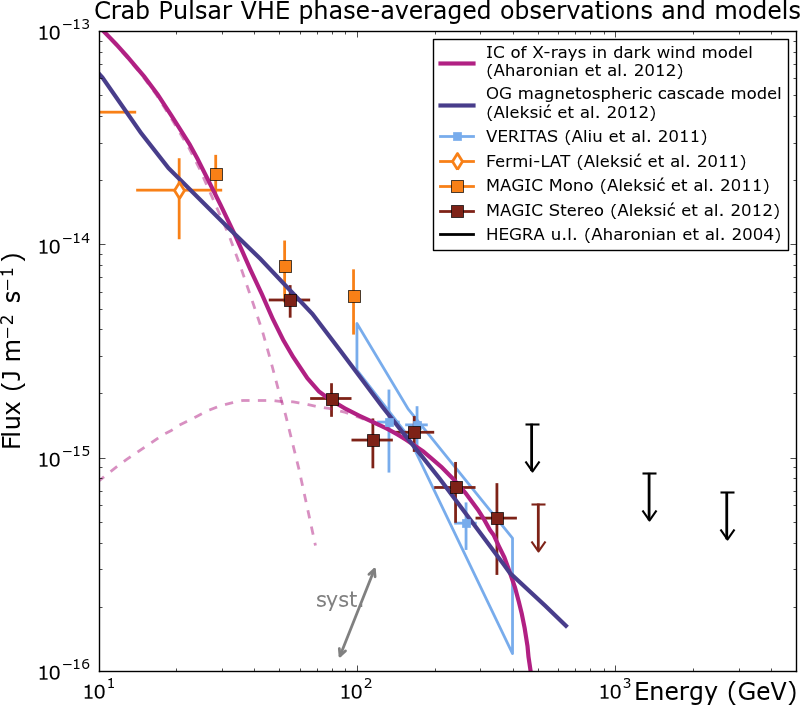 Crab Pulsar VHE phase-averaged observations and models
10⁻¹³
IC of X-rays in dark wind model
(Aharonian et al. 2012)
OG magnetospheric cascade model
(Aleksić et al. 2012)
VERITAS (Aliu et al. 2011)
Fermi-LAT (Aleksić et al. 2011)
MAGIC Mono (Aleksić et al. 2011)
MAGIC Stereo (Aleksić et al. 2012)
HEGRA u.l. (Aharonian et al. 2004)
10⁻¹⁴
Flux (J m⁻² s⁻¹)
10⁻¹⁵
syst.
10⁻¹⁶
10¹ 10² 10³ Energy (GeV)